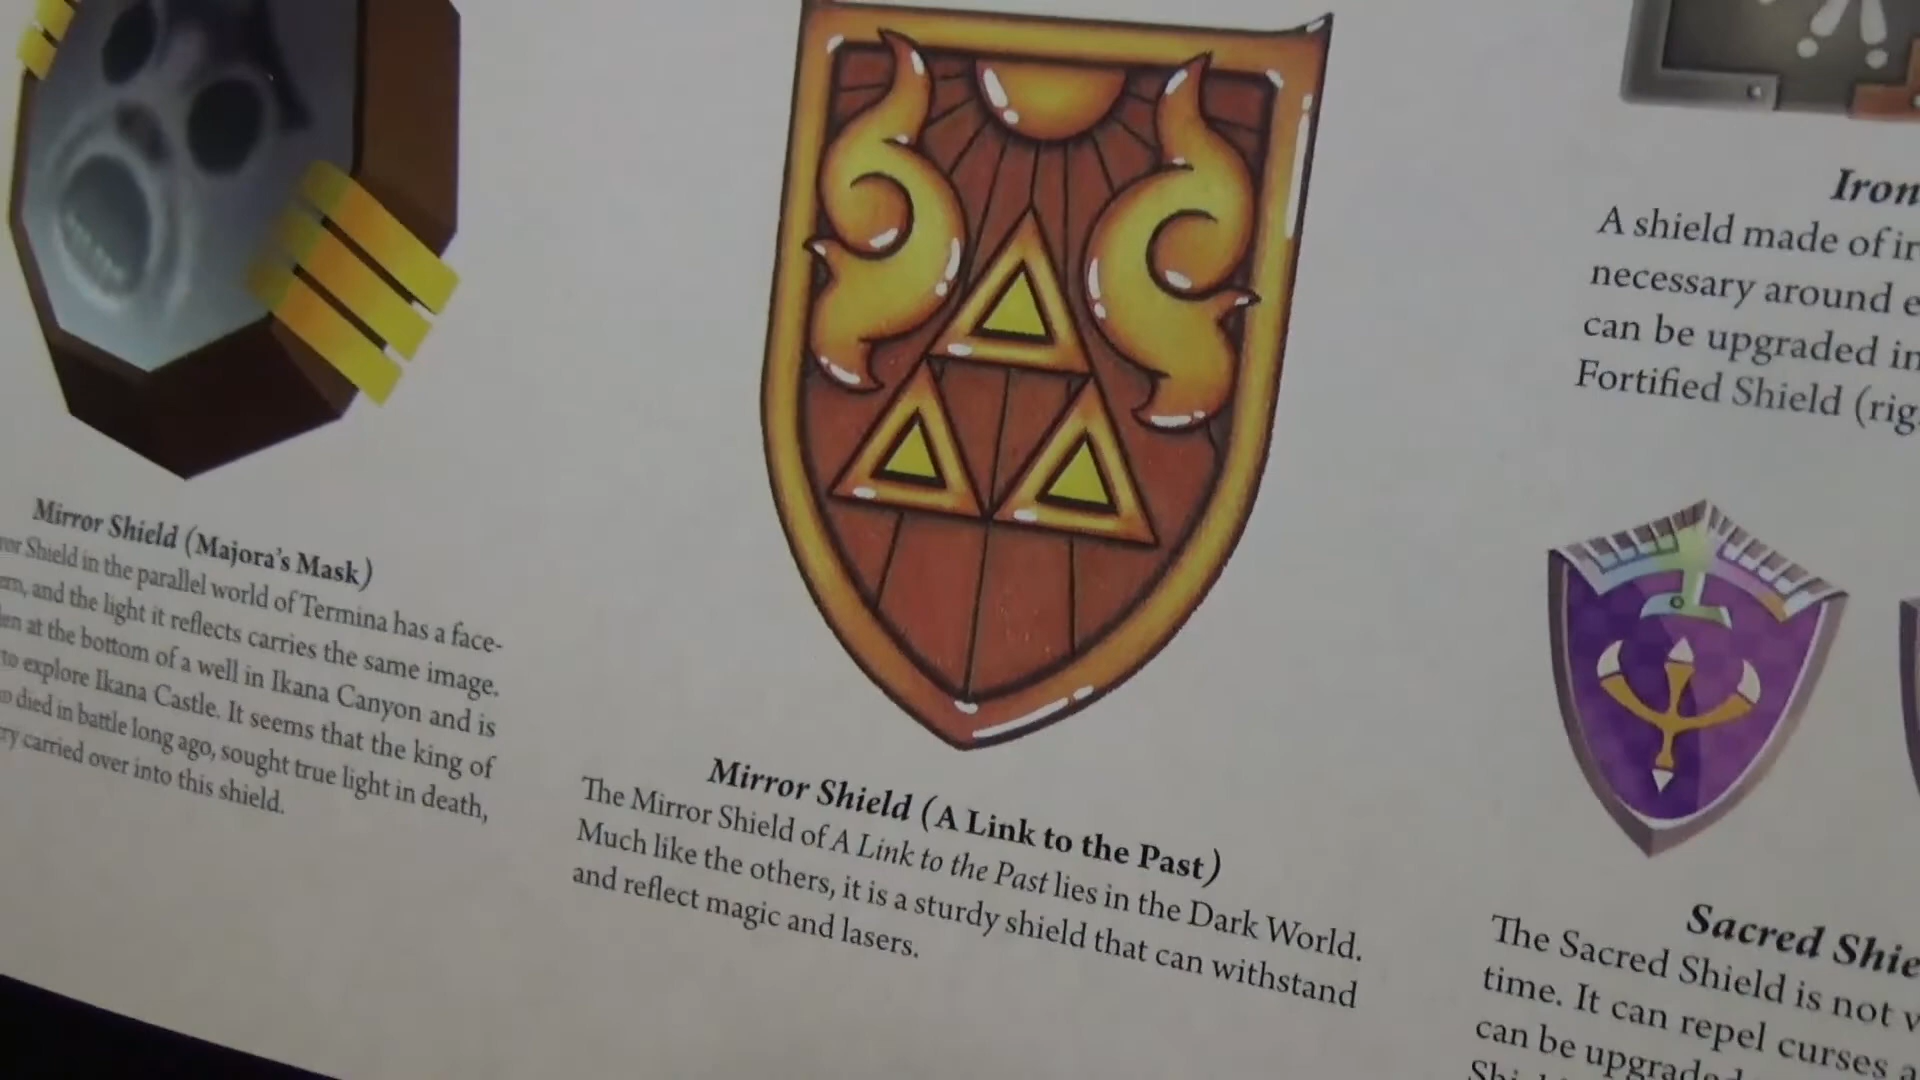 Mirror Shield (Majora's Mask)
Shield in the parallel world of Termina has a face-
and the light it reflects carries the same image.
at the bottom of a well in Ikana Canyon and is
to explore Ikana Castle. It seems that the king of
died in battle long ago, sought true light in death,
carried over into this shield.
Mirror Shield (A Link to the Past)
The Mirror Shield of A Link to the Past lies in the Dark World.
Much like the others, it is a sturdy shield that can withstand
and reflect magic and lasers.
Iron
A shield made of
necessary around
can be upgraded
Fortified Shield
Sacred
The Sacred Shield is not
time. It can repel curses
can be